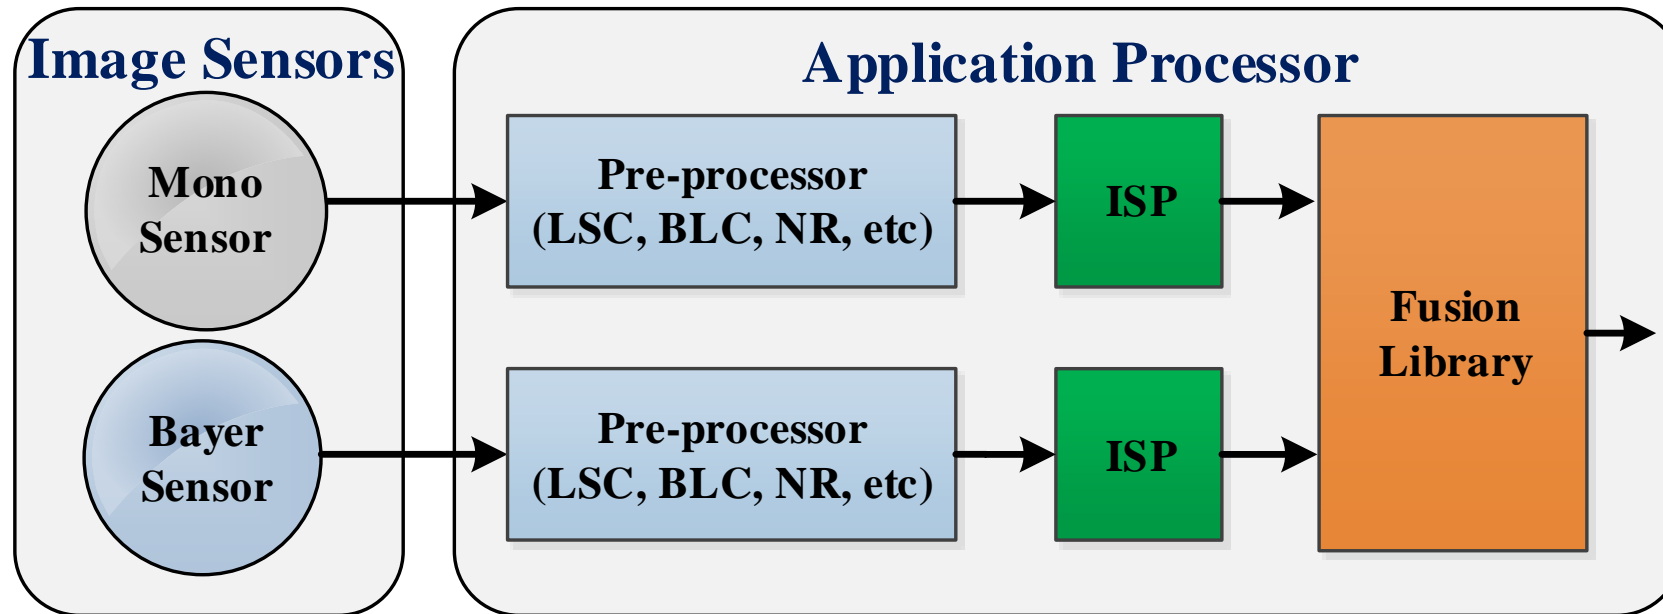 Image Sensors
Mono
Sensor
Bayer
Sensor
Application Processor
Pre-processor
(LSC, BLC, NR, etc)
ISP
Pre-processor
(LSC, BLC, NR, etc)
ISP
Fusion
Library